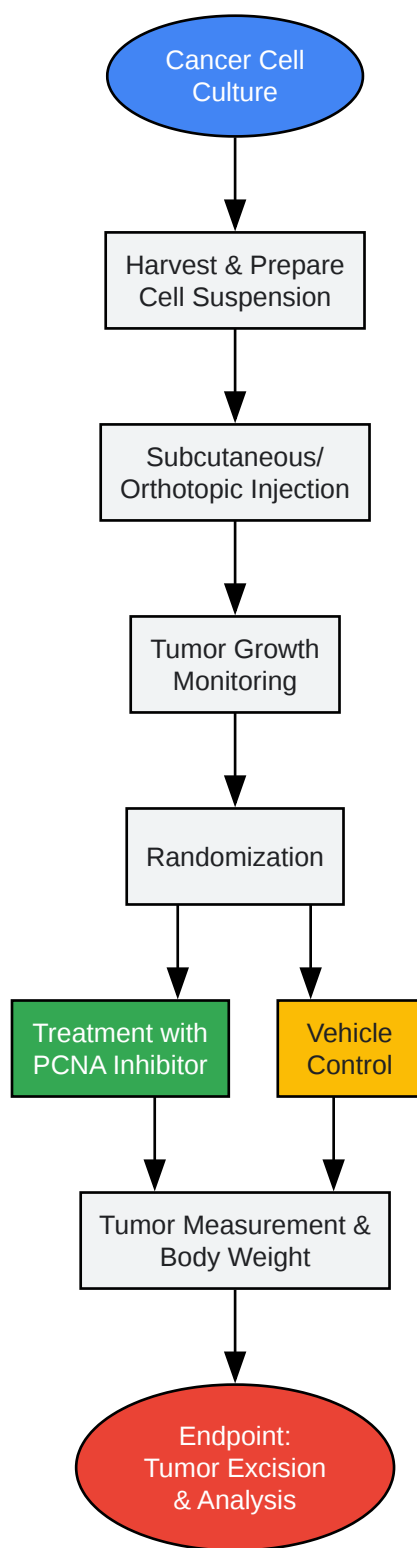 Cancer Cell
Culture
Harvest & Prepare
Cell Suspension
Subcutaneous/
Orthotopic Injection
Tumor Growth
Monitoring
Randomization
Treatment with
PCNA Inhibitor
Vehicle
Control
Tumor Measurement &
Body Weight
Endpoint:
Tumor Excision
& Analysis